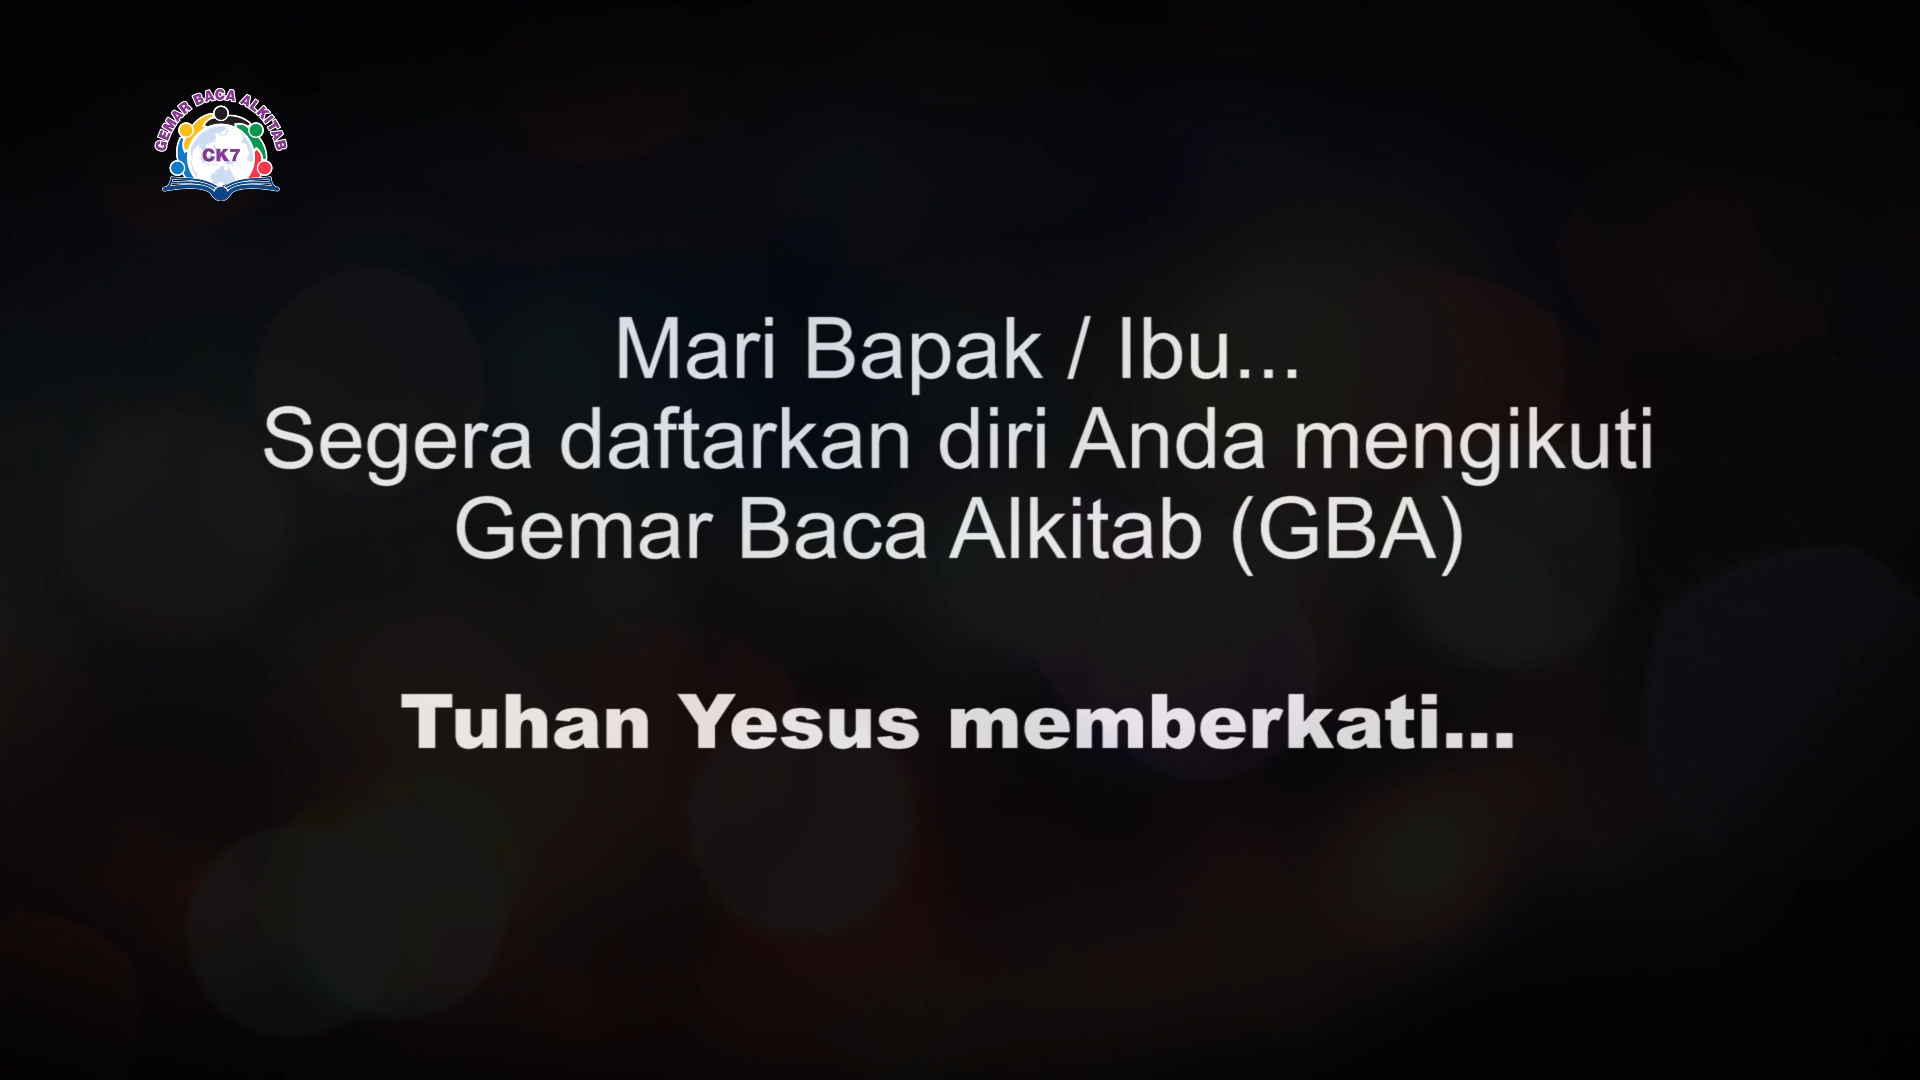 GEMAR BACA ALKITAB
CK7
Mari Bapak / Ibu...
Segera daftarkan diri Anda mengikuti
Gemar Baca Alkitab (GBA)
Tuhan Yesus memberkati...